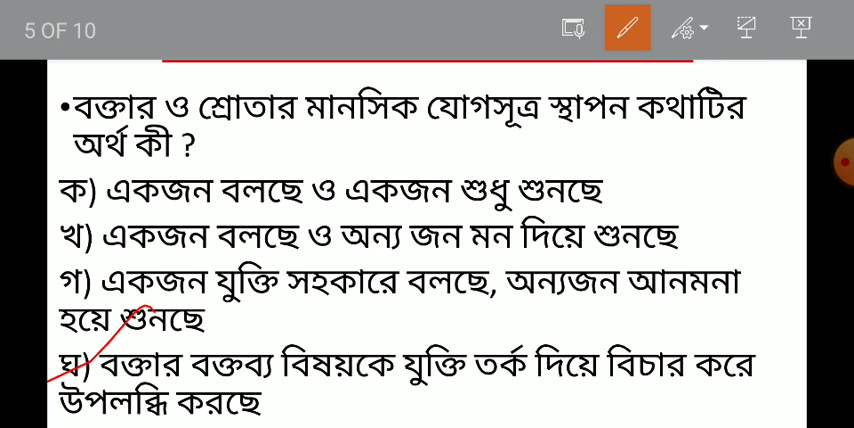 5 OF 10
•বক্তার ও শ্রোতার মানসিক যোগসূত্র স্থাপন কথাটির
অর্থ কী ?
ক) একজন বলছে ও একজন শুধু শুনছে
খ) একজন বলছে ও অন্য জন মন দিয়ে শুনছে
গ) একজন যুক্তি সহকারে বলছে, অন্যজন আনমনা
হয়ে শুনছে
ঘ) বক্তার বক্তব্য বিষয়কে যুক্তি তর্ক দিয়ে বিচার করে
উপলব্ধি করছে